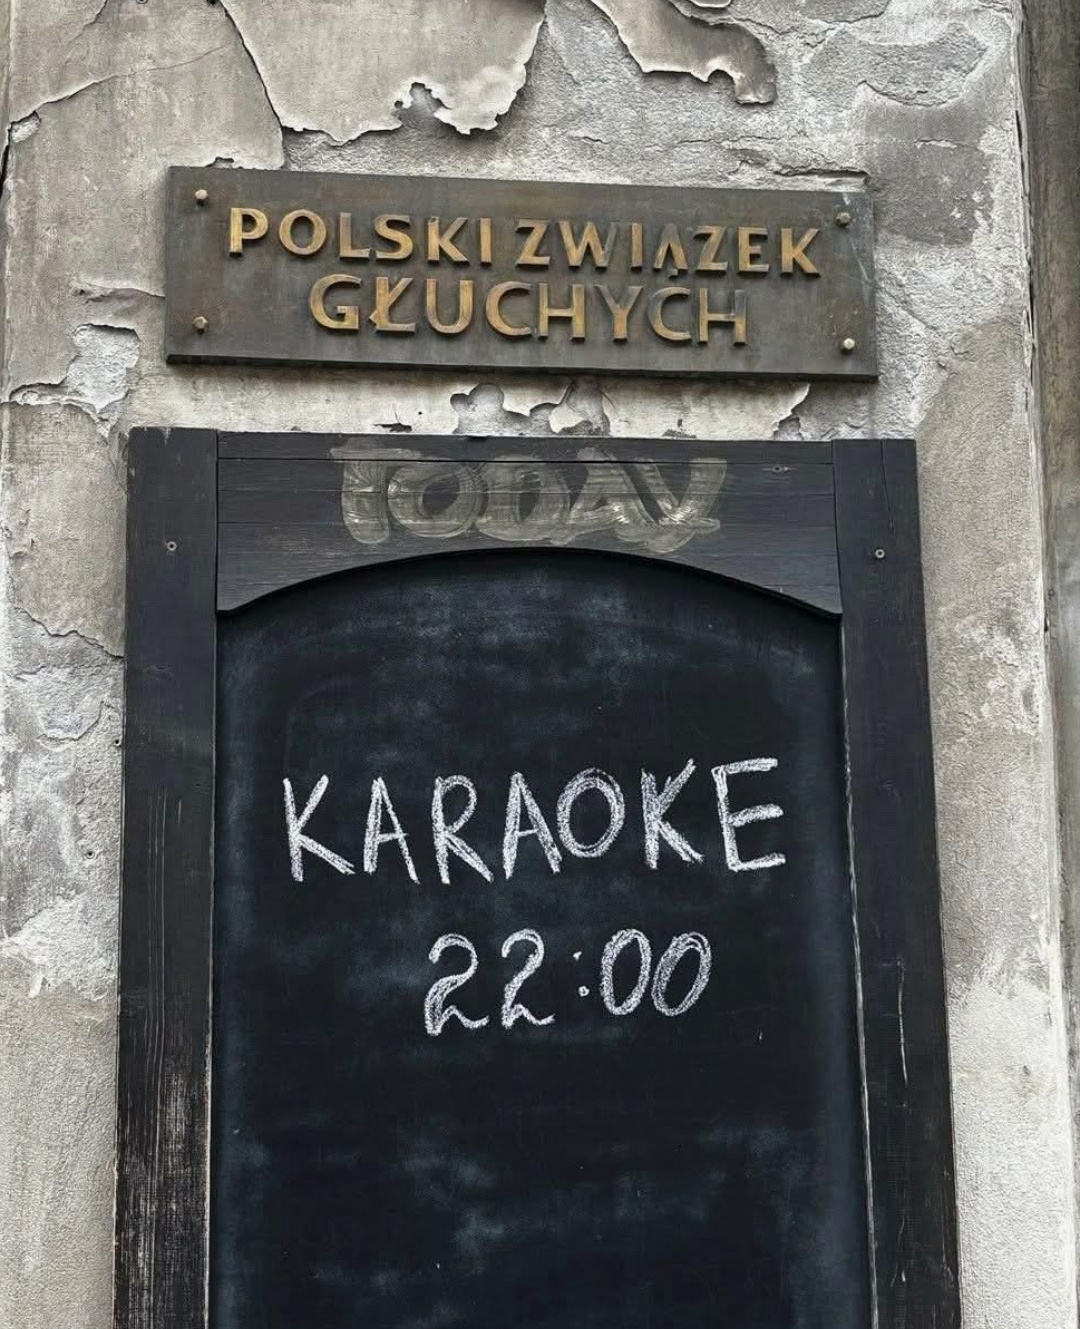 POLSKI ZWIĄZEK
GŁUCHYCH
TODAY
KARAOKE
22:00